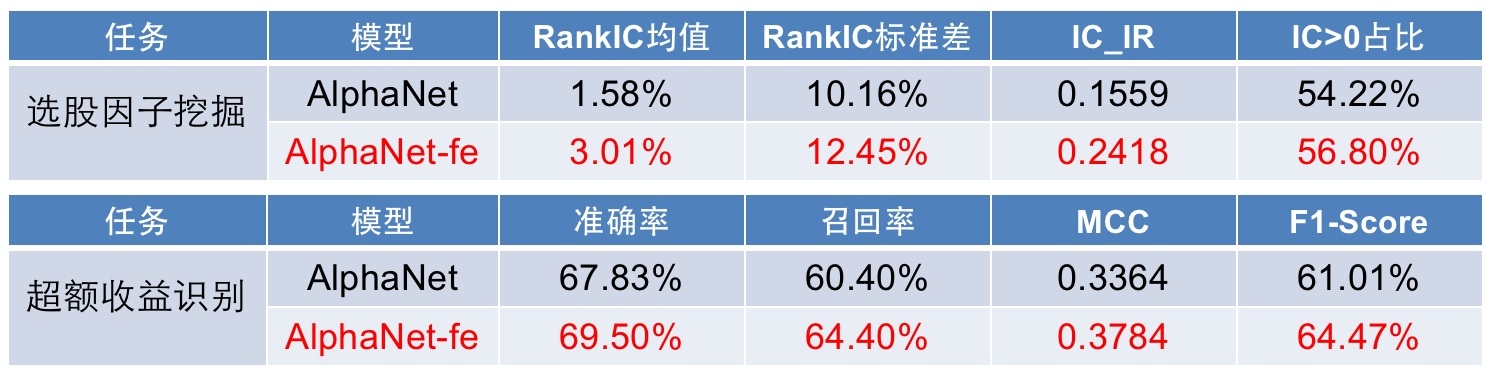 任务 模型 RankIC均值 RankIC标准差 IC_IR IC>0占比
选股因子挖掘 AlphaNet 1.58% 10.16% 0.1559 54.22%
AlphaNet-fe 3.01% 12.45% 0.2418 56.80%
任务 模型 准确率 召回率 MCC F1-Score
超额收益识别 AlphaNet 67.83% 60.40% 0.3364 61.01%
AlphaNet-fe 69.50% 64.40% 0.3784 64.47%